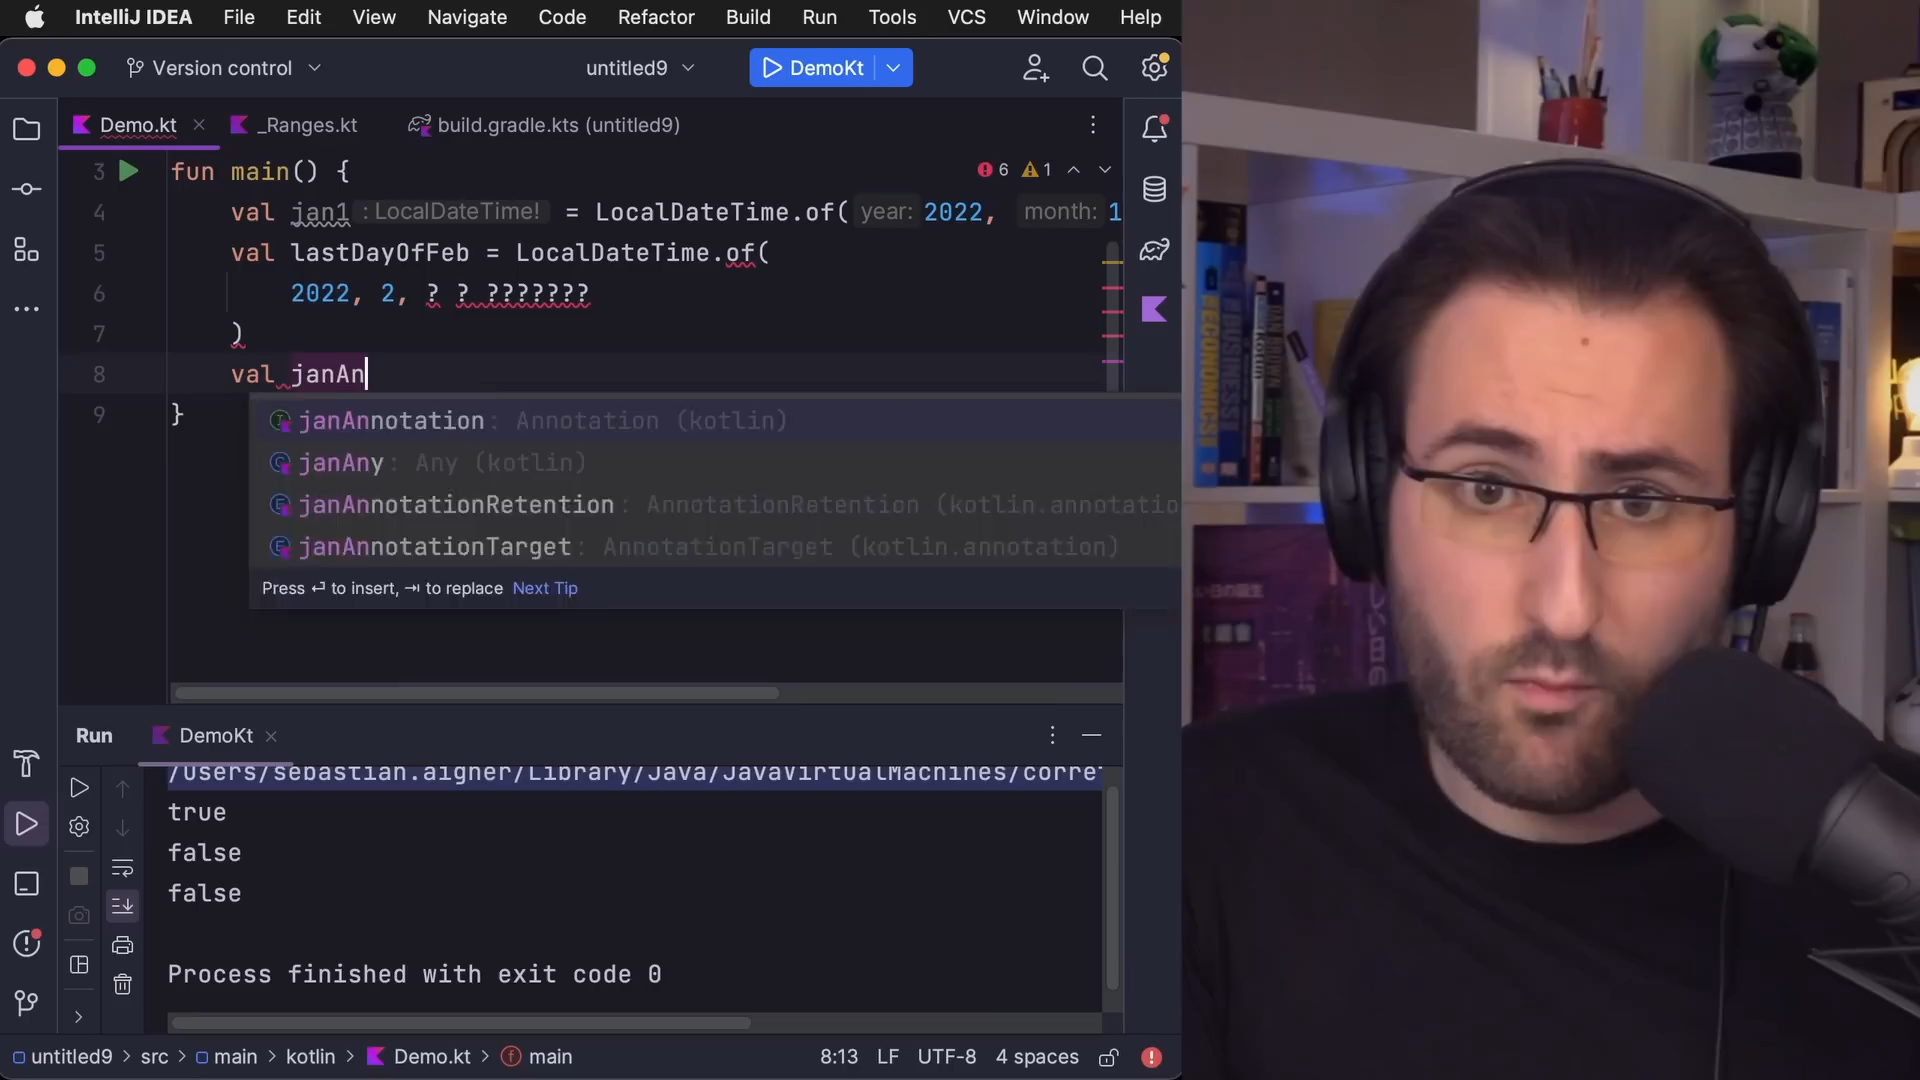 IntelliJ IDEA File Edit View Navigate Code Refactor Build Run Tools VCS Window Help
Version control untitled9 DemoKt
Demo.kt _Ranges.kt build.gradle.kts (untitled9)
3 fun main() { 6 1
4 val jan1 : LocalDateTime! = LocalDateTime.of( year: 2022, month: 1
5 val lastDayOfFeb = LocalDateTime.of(
6 2022, 2, ? ? ???????
7 )
8 val janAn
9 }
janAnnotation: Annotation (kotlin)
janAny: Any (kotlin)
janAnnotationRetention: AnnotationRetention (kotlin.annotatio
janAnnotationTarget: AnnotationTarget (kotlin.annotation)
Press ⏎ to insert, ⇥ to replace Next Tip
Run DemoKt
/Users/sebastian.aigner/Library/Java/JavaVirtualMachines/corre
true
false
false
Process finished with exit code 0
untitled9 > src > main > kotlin > Demo.kt > main 8:13 LF UTF-8 4 spaces
ECONOMICS
BUSINESS
DAN BROWN